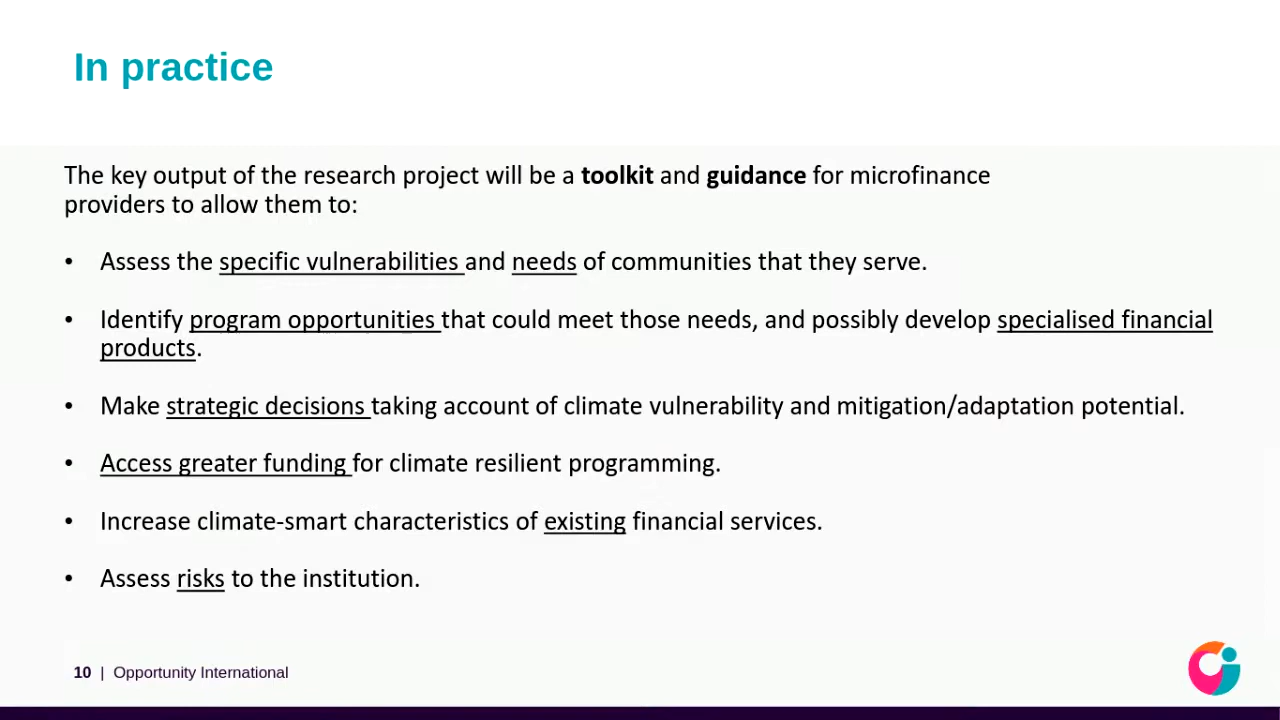 In practice
The key output of the research project will be a toolkit and guidance for microfinance
providers to allow them to:
• Assess the specific vulnerabilities and needs of communities that they serve.
• Identify program opportunities that could meet those needs, and possibly develop specialised financial
products.
• Make strategic decisions taking account of climate vulnerability and mitigation/adaptation potential.
• Access greater funding for climate resilient programming.
• Increase climate-smart characteristics of existing financial services.
• Assess risks to the institution.
10 | Opportunity International